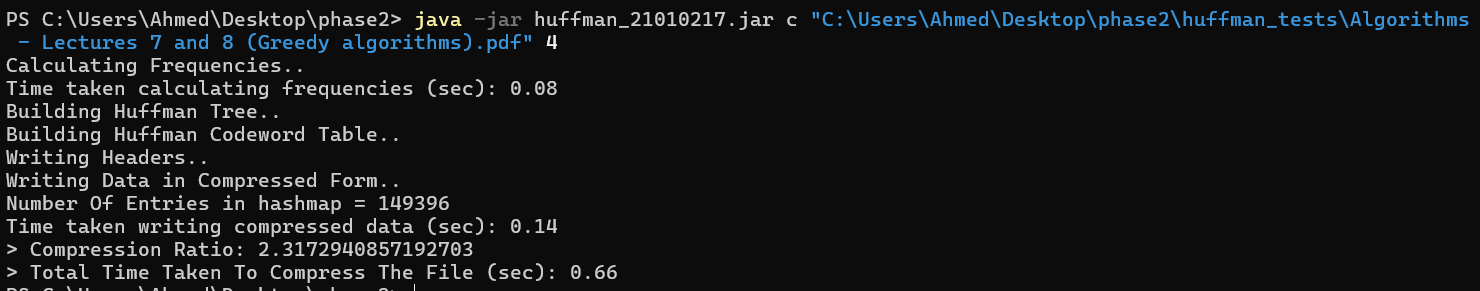 PS C:\Users\Ahmed\Desktop\phase2> java -jar huffman_21010217.jar c "C:\Users\Ahmed\Desktop\phase2\huffman_tests\Algorithms
 - Lectures 7 and 8 (Greedy algorithms).pdf" 4
Calculating Frequencies..
Time taken calculating frequencies (sec): 0.08
Building Huffman Tree..
Building Huffman Codeword Table..
Writing Headers..
Writing Data in Compressed Form..
Number Of Entries in hashmap = 149396
Time taken writing compressed data (sec): 0.14
> Compression Ratio: 2.3172940857192703
> Total Time Taken To Compress The File (sec): 0.66